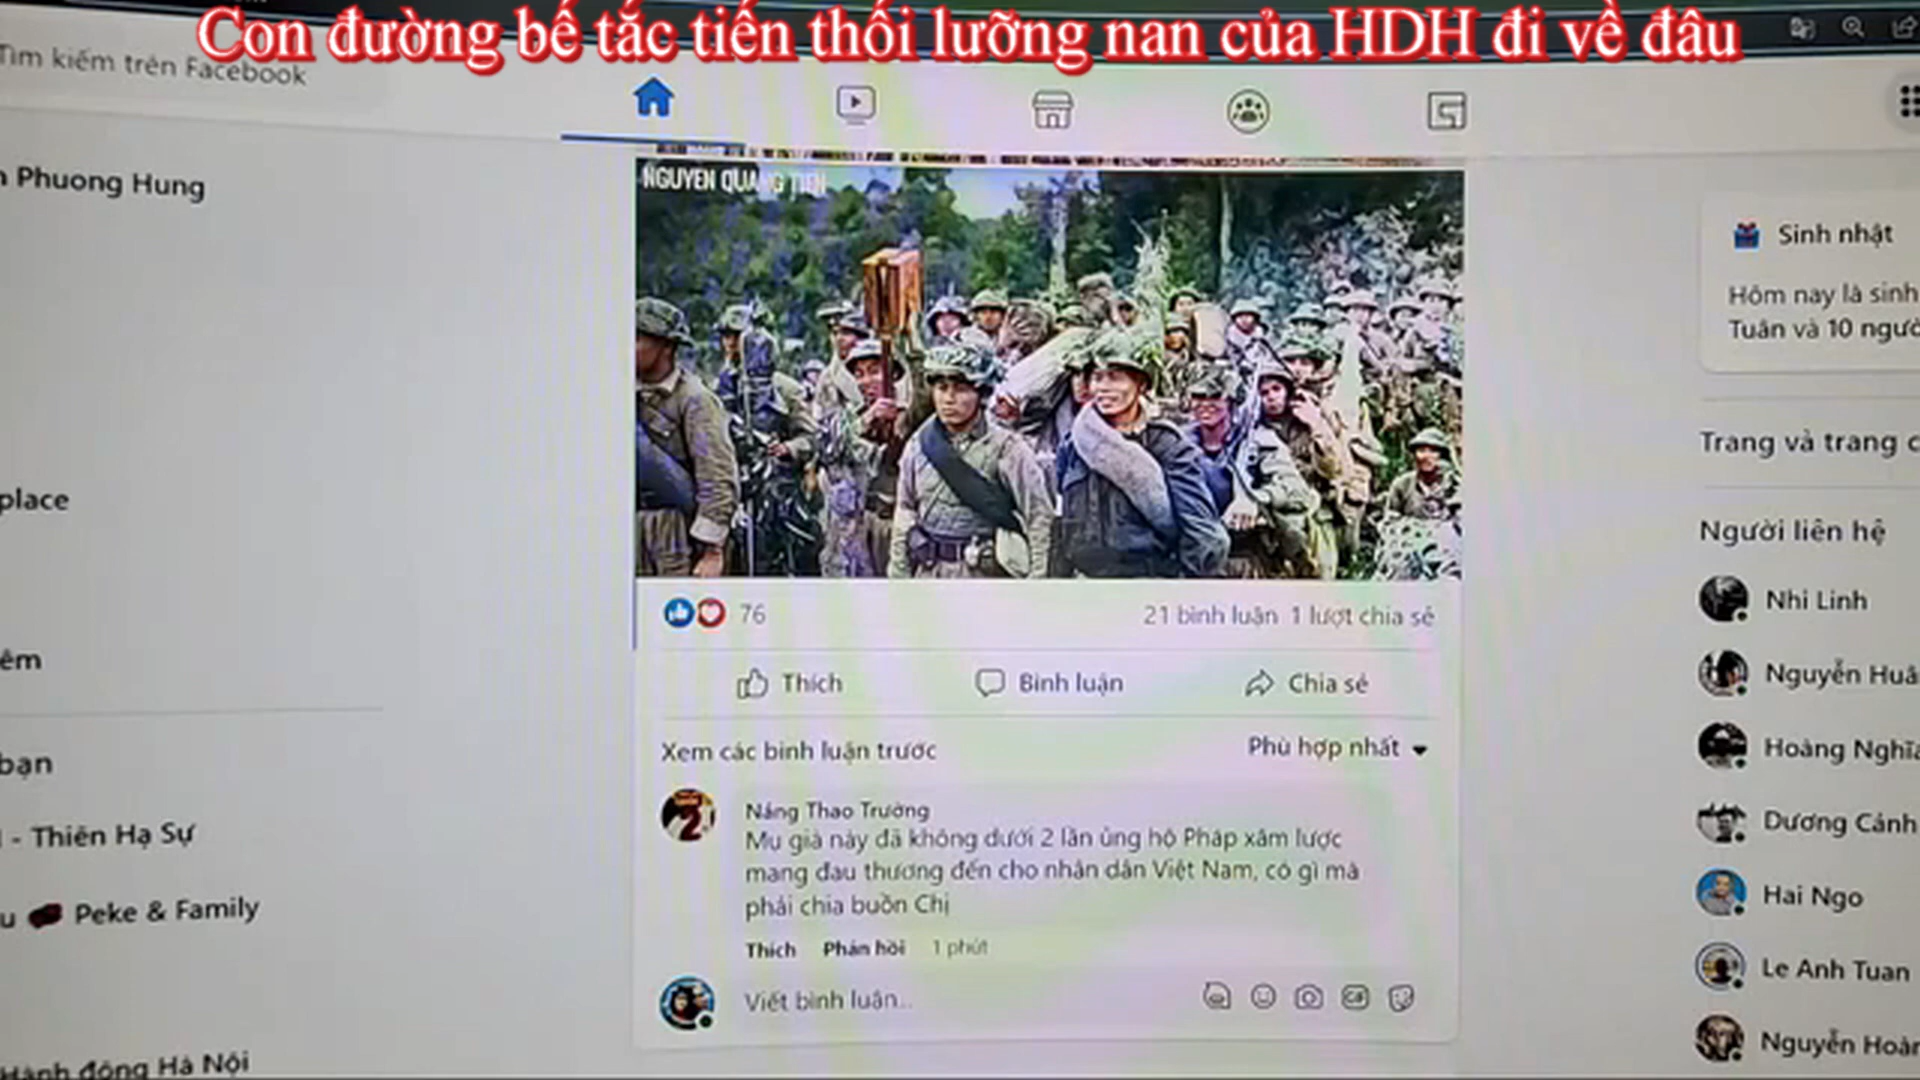 Con đường bế tắc tiến thối lưỡng nan của HDH đi về đâu
Tìm kiếm trên Facebook
Phuong Hung
place
êm
bạn
- Thiên Hạ Sự
u Peke & Family
Hành động Hà Nội
NGUYEN QUANG TIEN
76
21 bình luận 1 lượt chia sẻ
Thích
Bình luận
Chia sẻ
Xem các bình luận trước
Phù hợp nhất
Nắng Thao Trường
Mụ già này đã không dưới 2 lần ủng hộ Pháp xâm lược
mang đau thương đến cho nhân dân Việt Nam, có gì mà
phải chia buồn Chị
Thích Phản hồi 1 phút
Viết bình luận...
GIF
Sinh nhật
Hôm nay là sinh
Tuân và 10 ngườ
Trang và trang c
Người liên hệ
Nhi Linh
Nguyễn Huâ
Hoàng Nghĩa
Dương Cảnh
Hai Ngo
Le Anh Tuan
Nguyễn Hoàn